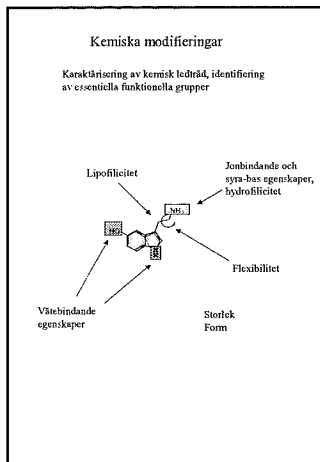 Kemiska modifieringar
Karaktärisering av kemisk ledtråd, identifiering
av essentiella funktionella grupper
Jonbindande och
syra-bas egenskaper,
hydrofilicitet
Lipofilicitet
NH₂
HO
Flexibilitet
Vätebindande
egenskaper
Storlek
Form